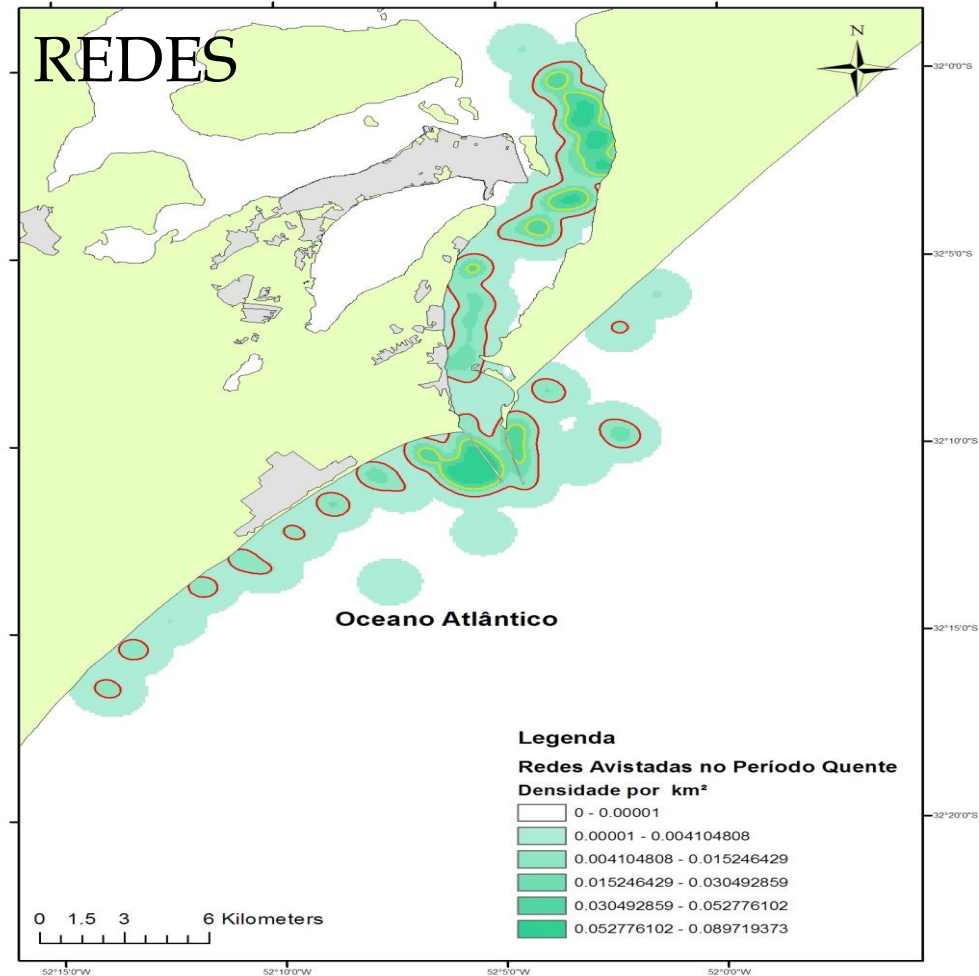 REDES
N
32°0'0"S
32°5'0"S
32°10'0"S
Oceano Atlântico
32°15'0"S
Legenda
Redes Avistadas no Período Quente
Densidade por km²
0 - 0.00001
0.00001 - 0.004104808
0.004104808 - 0.015246429
0.015246429 - 0.030492859
0.030492859 - 0.052776102
0.052776102 - 0.089719373
32°20'0"S
0 1.5 3 6 Kilometers
52°15'0"W 52°10'0"W 52°5'0"W 52°0'0"W